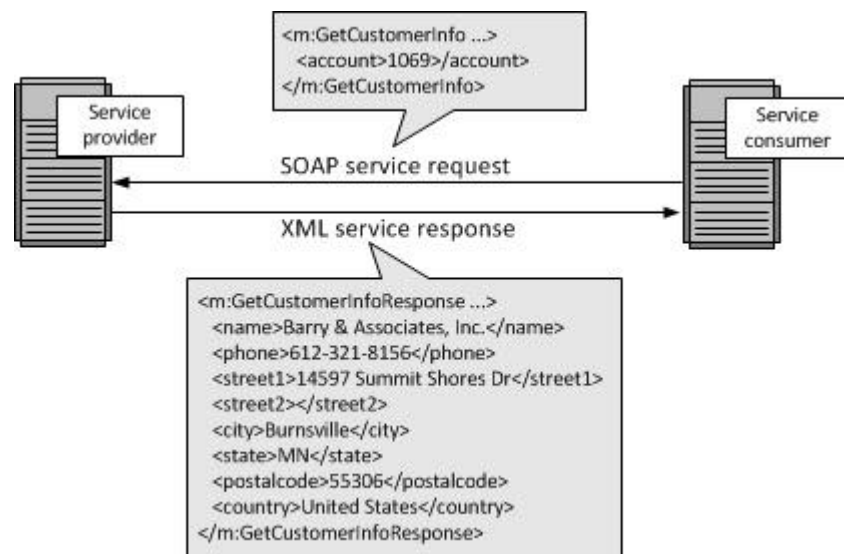 <m:GetCustomerInfo ...>
<account>1069>/account>
</m:GetCustomerInfo>
Service
provider
Service
consumer
SOAP service request
XML service response
<m:GetCustomerInfoResponse ...>
<name>Barry & Associates, Inc.</name>
<phone>612-321-8156</phone>
<street1>14597 Summit Shores Dr</street1>
<street2></street2>
<city>Burnsville</city>
<state>MN</state>
<postalcode>55306</postalcode>
<country>United States</country>
</m:GetCustomerInfoResponse>